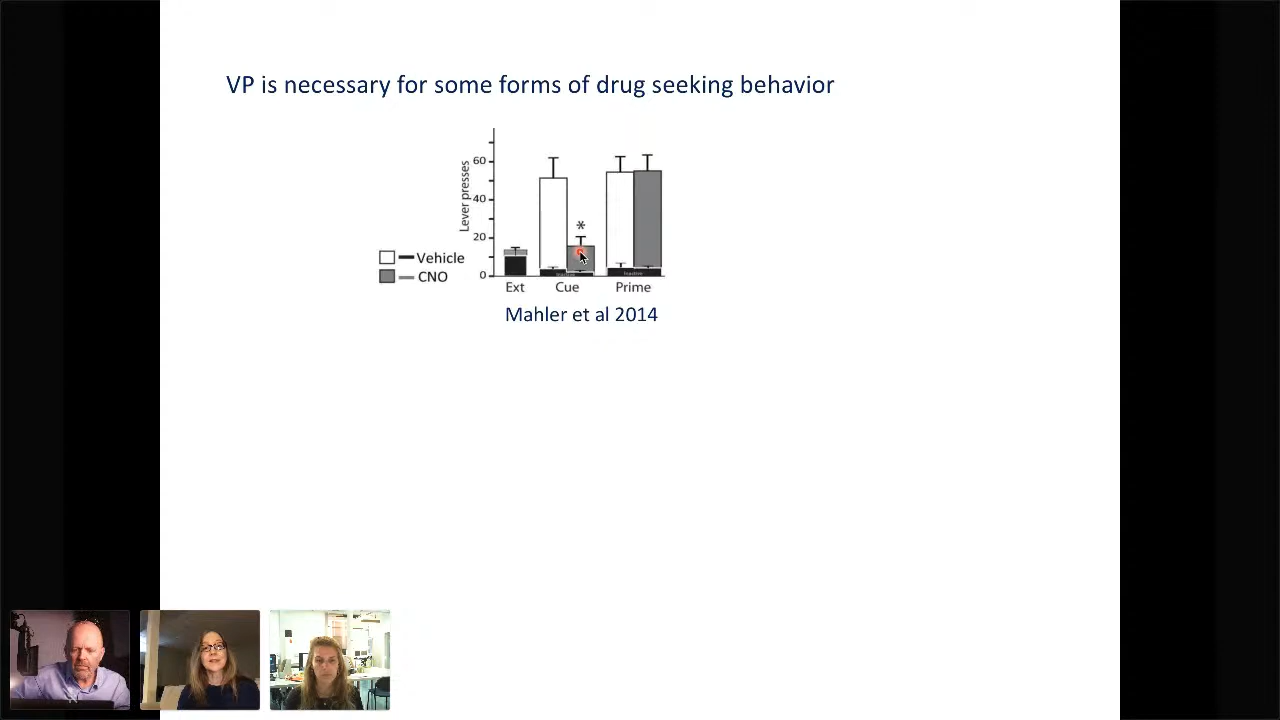 VP is necessary for some forms of drug seeking behavior
Lever presses
60
40
20
0
*
Vehicle
CNO
Ext Cue Prime
Mahler et al 2014